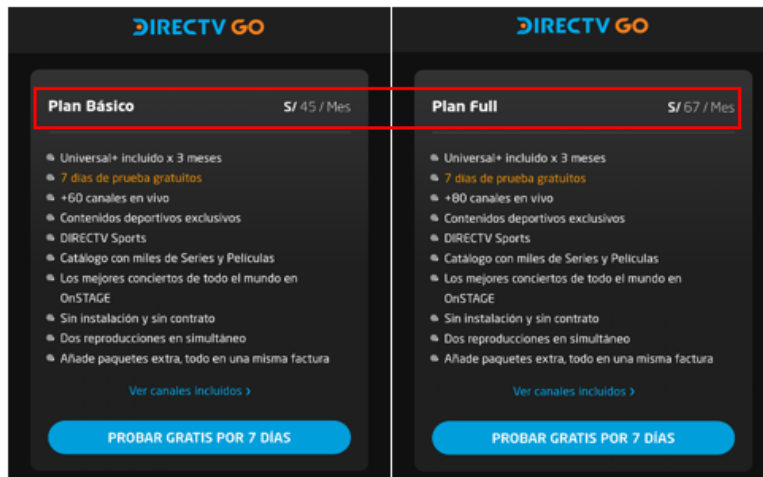 DIRECTV GO
Plan Básico S/ 45 / Mes
Universal+ incluido x 3 meses
7 días de prueba gratuitos
+60 canales en vivo
Contenidos deportivos exclusivos
DIRECTV Sports
Catálogo con miles de Series y Películas
Los mejores conciertos de todo el mundo en
OnSTAGE
Sin instalación y sin contrato
Dos reproducciones en simultáneo
Añade paquetes extra, todo en una misma factura
Ver canales incluidos >
PROBAR GRATIS POR 7 DÍAS
DIRECTV GO
Plan Full S/ 67 / Mes
Universal+ incluido x 3 meses
7 días de prueba gratuitos
+80 canales en vivo
Contenidos deportivos exclusivos
DIRECTV Sports
Catálogo con miles de Series y Películas
Los mejores conciertos de todo el mundo en
OnSTAGE
Sin instalación y sin contrato
Dos reproducciones en simultáneo
Añade paquetes extra, todo en una misma factura
Ver canales incluidos >
PROBAR GRATIS POR 7 DÍAS